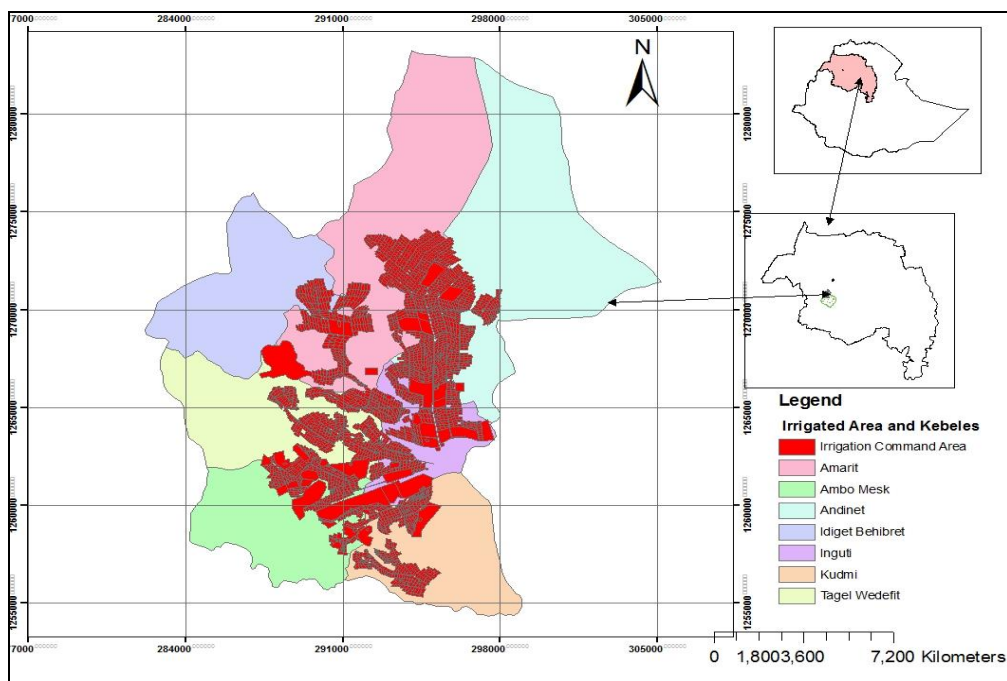 7000 284000 291000 298000 305000
N
1280000 1280000
1275000 1275000
1270000 1270000
1265000 1265000
1260000 1260000
1255000 1255000
7000 284000 291000 298000 305000
Legend
Irrigated Area and Kebeles
Irrigation Command Area
Amarit
Ambo Mesk
Andinet
Idiget Behibret
Inguti
Kudmi
Tagel Wedefit
0 1,8003,600 7,200 Kilometers